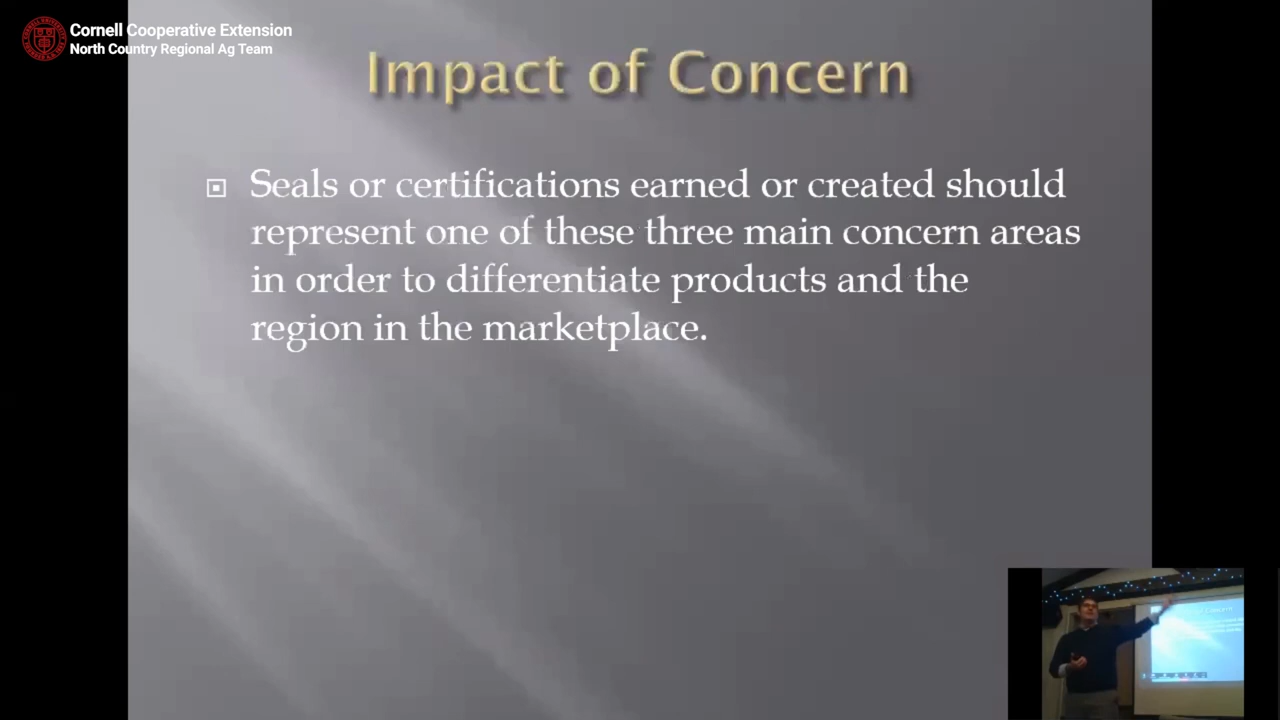 Cornell Cooperative Extension
North Country Regional Ag Team
Impact of Concern
Seals or certifications earned or created should
represent one of these three main concern areas
in order to differentiate products and the
region in the marketplace.